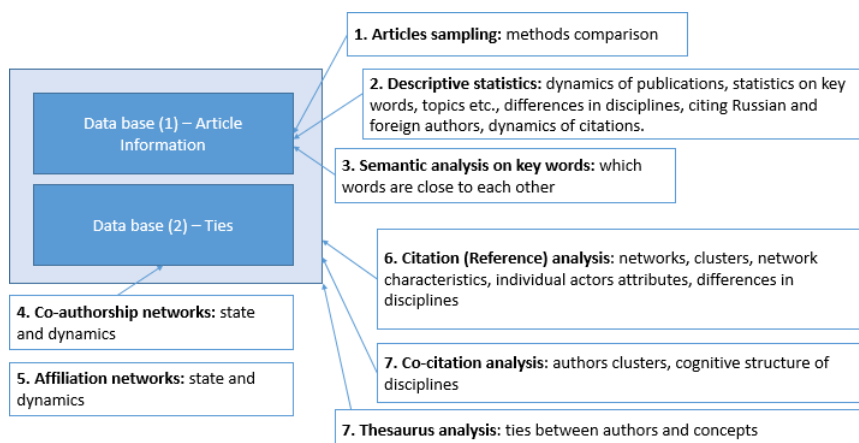 1. Articles sampling: methods comparison
2. Descriptive statistics: dynamics of publications, statistics on key
words, topics etc., differences in disciplines, citing Russian and
foreign authors, dynamics of citations.
Data base (1) – Article
Information
3. Semantic analysis on key words: which
words are close to each other
Data base (2) – Ties
6. Citation (Reference) analysis: networks, clusters, network
characteristics, individual actors attributes, differences in
disciplines
4. Co-authorship networks: state
and dynamics
7. Co-citation analysis: authors clusters, cognitive structure of
disciplines
5. Affiliation networks: state and
dynamics
7. Thesaurus analysis: ties between authors and concepts